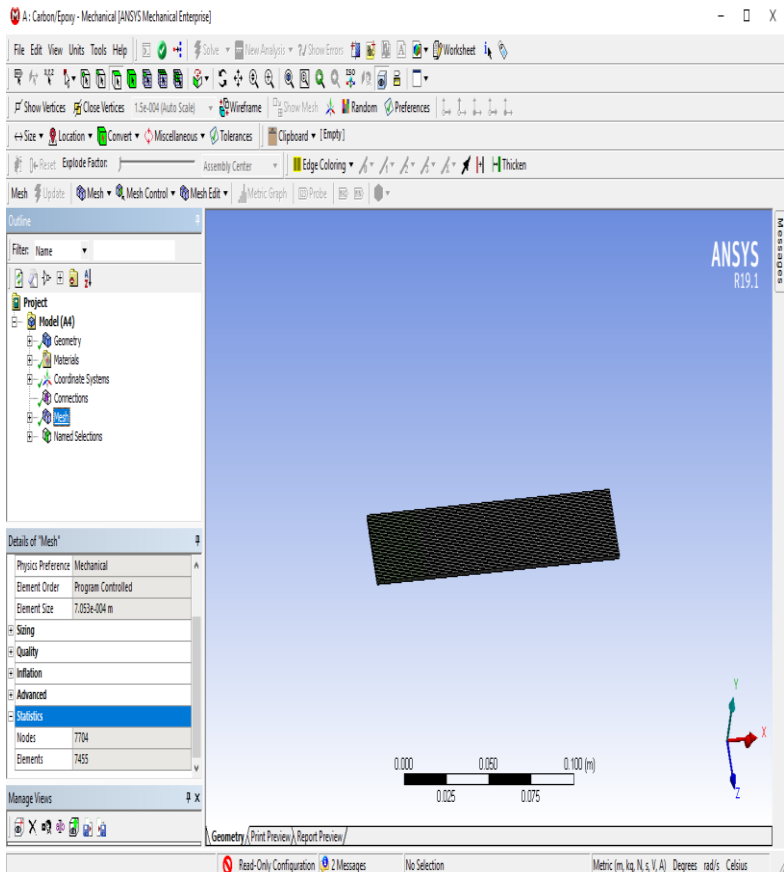 A : Carbon/Epoxy - Mechanical [ANSYS Mechanical Enterprise]
File Edit View Units Tools Help Solve New Analysis ?/ Show Errors Worksheet
Show Vertices Close Vertices 1.5e-004 (Auto Scale) Wireframe Show Mesh Random Preferences
Size Location Convert Miscellaneous Tolerances Clipboard [Empty]
Reset Explode Factor: Assembly Center Edge Coloring Thicken
Mesh Update Mesh Mesh Control Mesh Edit Metric Graph Probe
Outline
Filter: Name
Project
Model (A4)
Geometry
Materials
Coordinate Systems
Connections
Mesh
Named Selections
Details of "Mesh"
Physics Preference Mechanical
Element Order Program Controlled
Element Size 7.053e-004 m
Sizing
Quality
Inflation
Advanced
Statistics
Nodes 7704
Elements 7455
Manage Views
ANSYS
R19.1
Messages
Y
X
Z
0.000 0.050 0.100 (m)
0.025 0.075
Geometry Print Preview Report Preview
Read-Only Configuration 2 Messages No Selection Metric (m, kg, N, s, V, A) Degrees rad/s Celsius